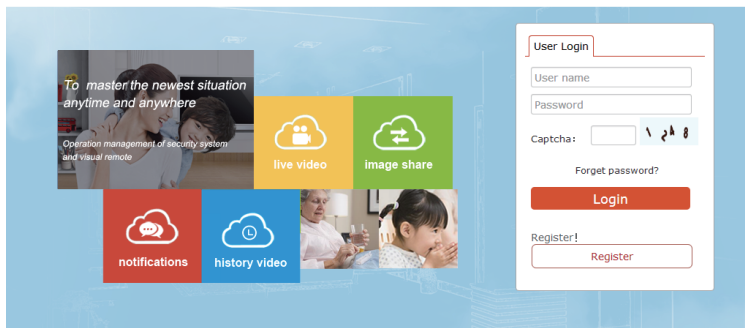 To master the newest situation
anytime and anywhere
Operation management of security system
and visual remote
live video
image share
notifications
history video
User Login
User name
Password
Captcha:
Forget password?
Login
Register!
Register